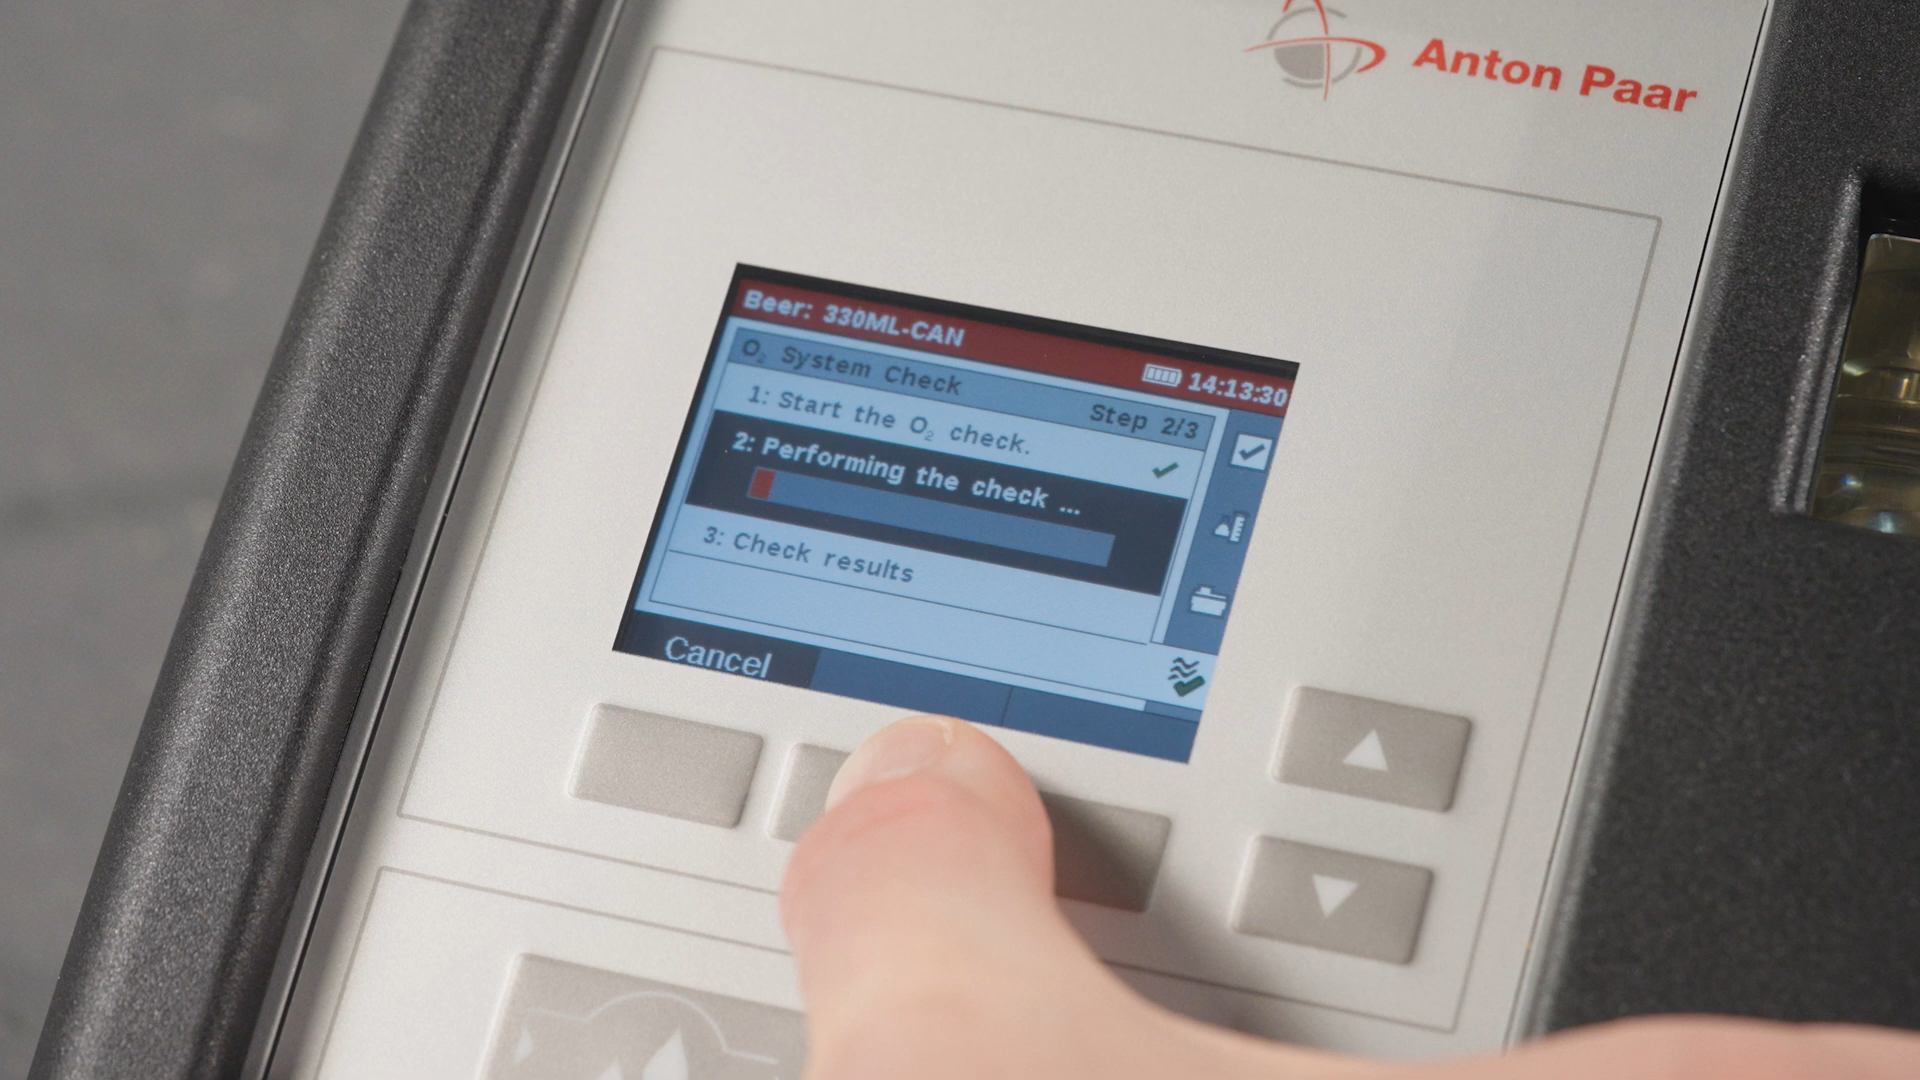 Anton Paar
Beer: 330ML-CAN
14:13:30
O₂ System Check
Step 2/3
1: Start the O₂ check.
2: Performing the check ...
3: Check results
Cancel